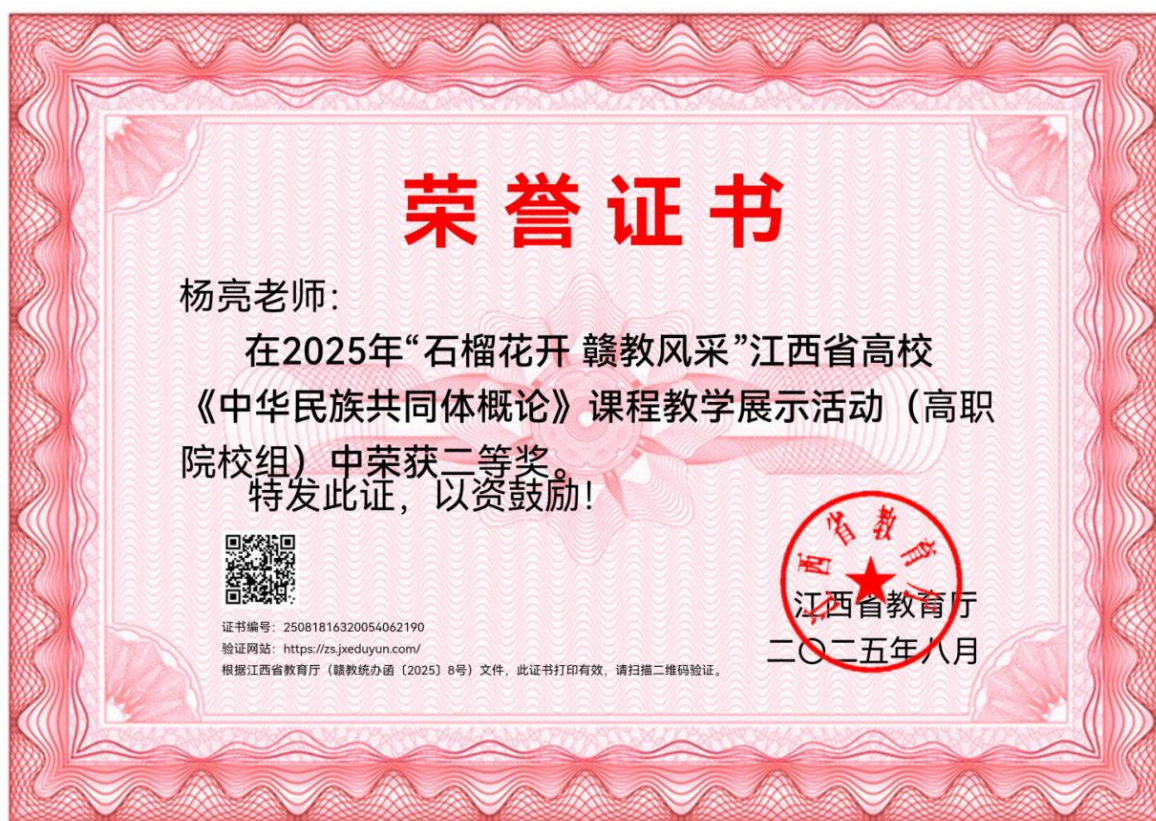 荣誉证书
杨亮老师：
在2025年“石榴花开 赣教风采”江西省高校
《中华民族共同体概论》课程教学展示活动（高职
院校组）中荣获二等奖。
特发此证，以资鼓励！
江西省教育厅
江西省教育厅
二〇二五年八月
证书编号：25081816320054062190
验证网站：https://zs.jxeduyun.com/
根据江西省教育厅（赣教统办函〔2025〕8号）文件，此证书打印有效，请扫描二维码验证。